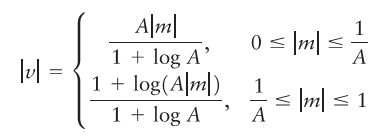 |υ| = { A|m| / (1 + log A), 0 ≤ |m| ≤ 1/A
(1 + log(A|m|)) / (1 + log A), 1/A ≤ |m| ≤ 1